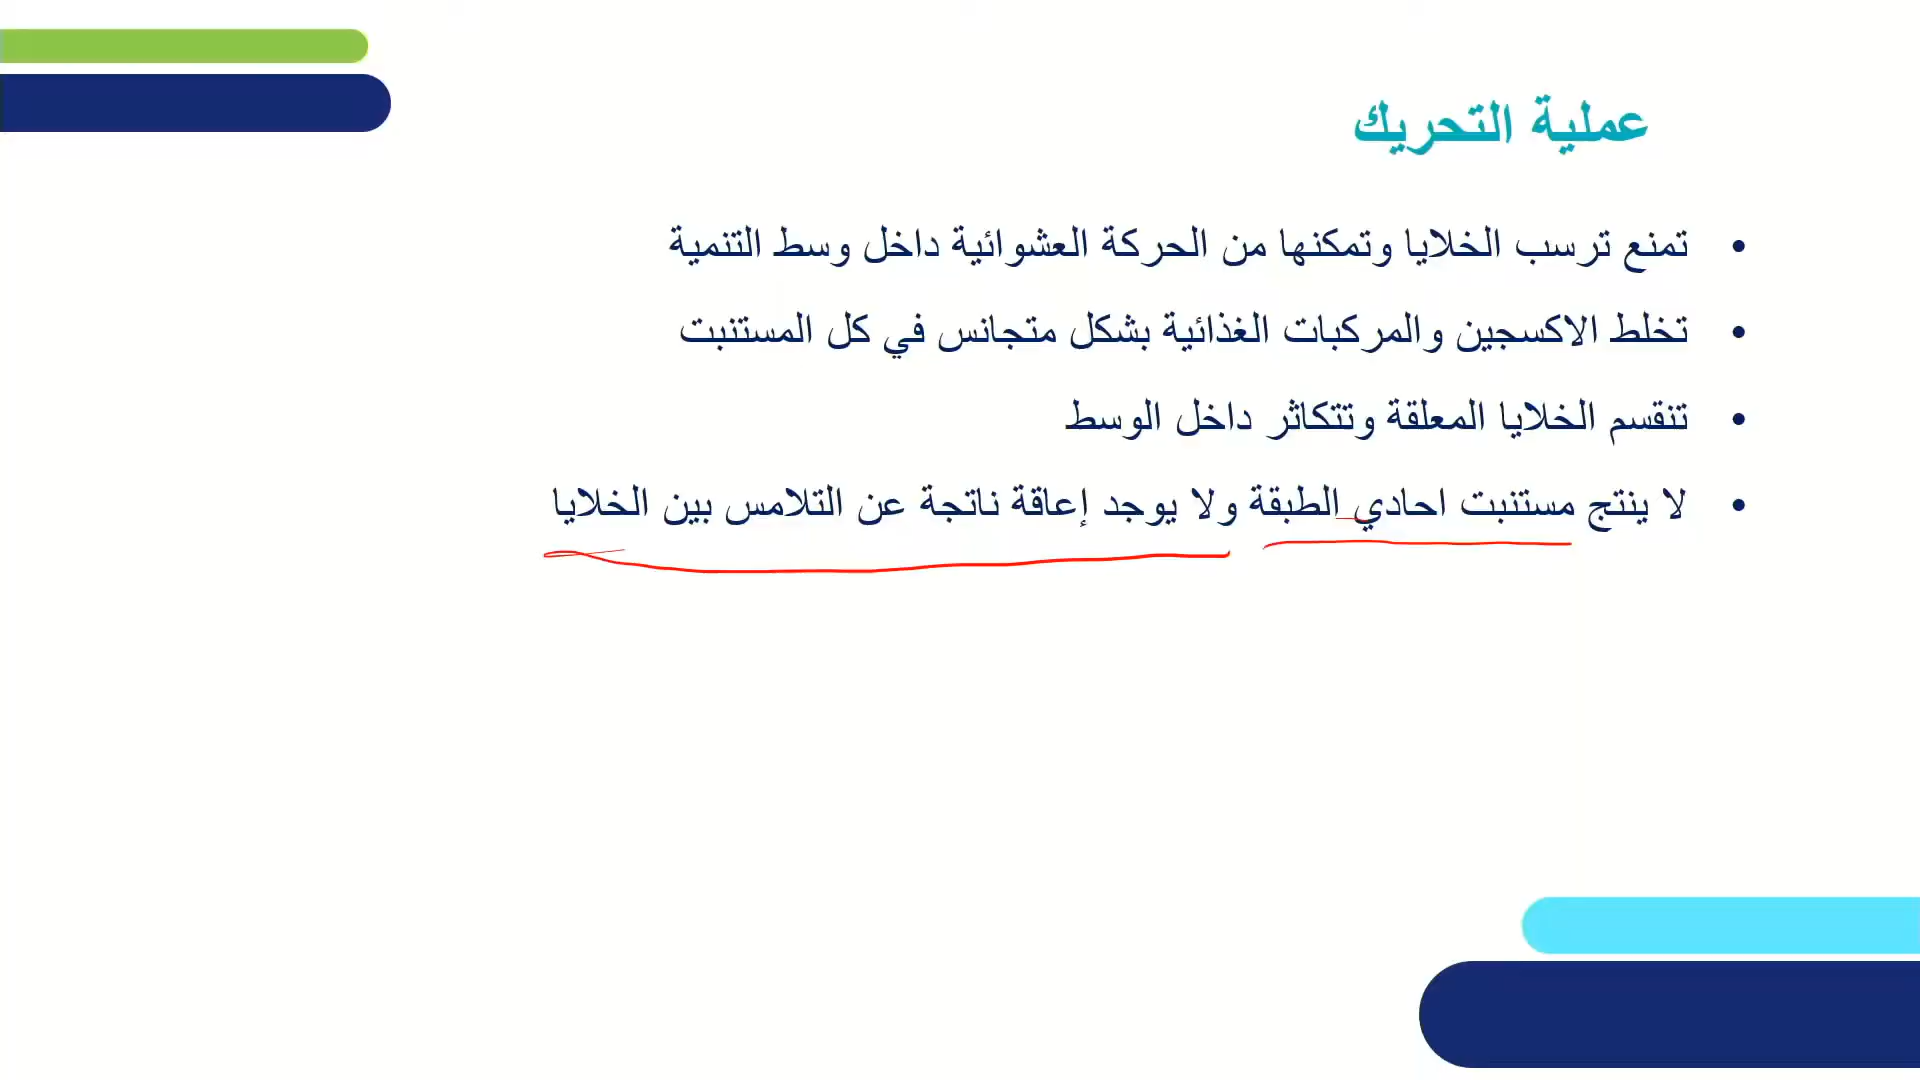 عملية التحريك
• تمنع ترسب الخلايا وتمكنها من الحركة العشوائية داخل وسط التنمية
• تخلط الاكسجين والمركبات الغذائية بشكل متجانس في كل المستنبت
• تنقسم الخلايا المعلقة وتتكاثر داخل الوسط
• لا ينتج مستنبت احادي الطبقة ولا يوجد إعاقة ناتجة عن التلامس بين الخلايا